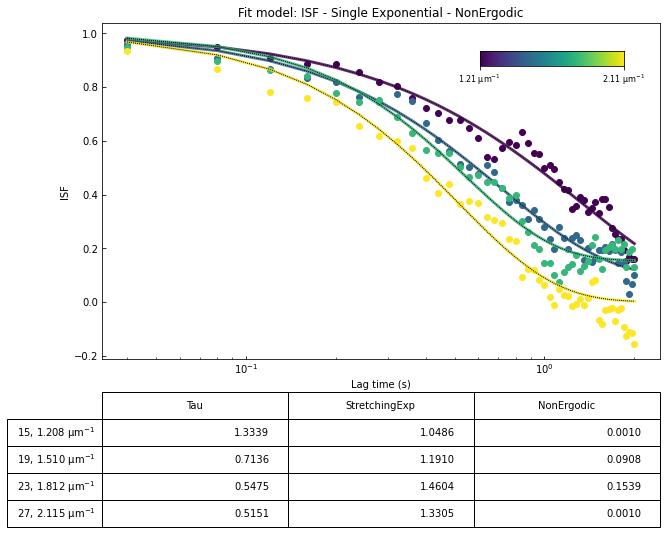 Fit model: ISF - Single Exponential - NonErgodic
1.0
0.8
0.6
0.4
0.2
0.0
−0.2
ISF
1.21 μm⁻¹ 2.11 μm⁻¹
10⁻¹ 10⁰
Lag time (s)
Tau StretchingExp NonErgodic
15, 1.208 μm⁻¹ 1.3339 1.0486 0.0010
19, 1.510 μm⁻¹ 0.7136 1.1910 0.0908
23, 1.812 μm⁻¹ 0.5475 1.4604 0.1539
27, 2.115 μm⁻¹ 0.5151 1.3305 0.0010